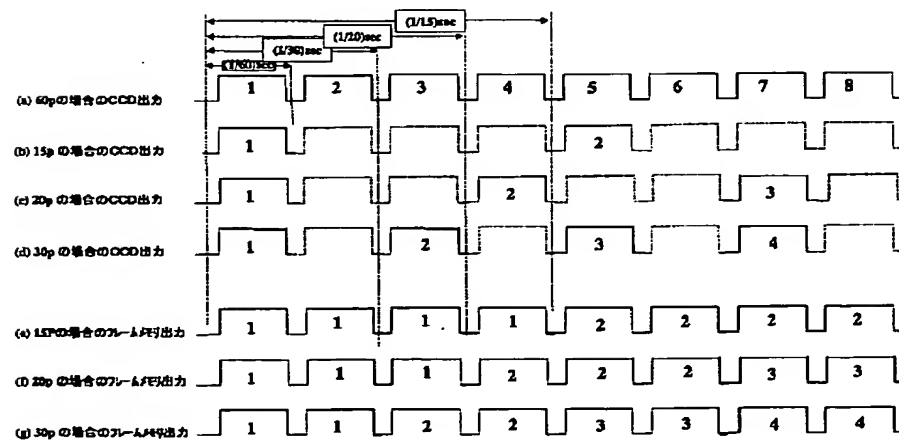 (1/15)sec
(1/20)sec
(1/30)sec
(1/60)sec
(a) 60pの場合のCCD出力 1 2 3 4 5 6 7 8
(b) 15p の場合のCCD出力 1 2
(c) 20p の場合のCCD出力 1 2 3
(d) 30p の場合のCCD出力 1 2 3 4
(e) 15Pの場合のフレームメモリ出力 1 1 1 1 2 2 2 2
(f) 20p の場合のフレームメモリ出力 1 1 1 2 2 2 3 3
(g) 30p の場合のフレームメモリ出力 1 1 2 2 3 3 4 4